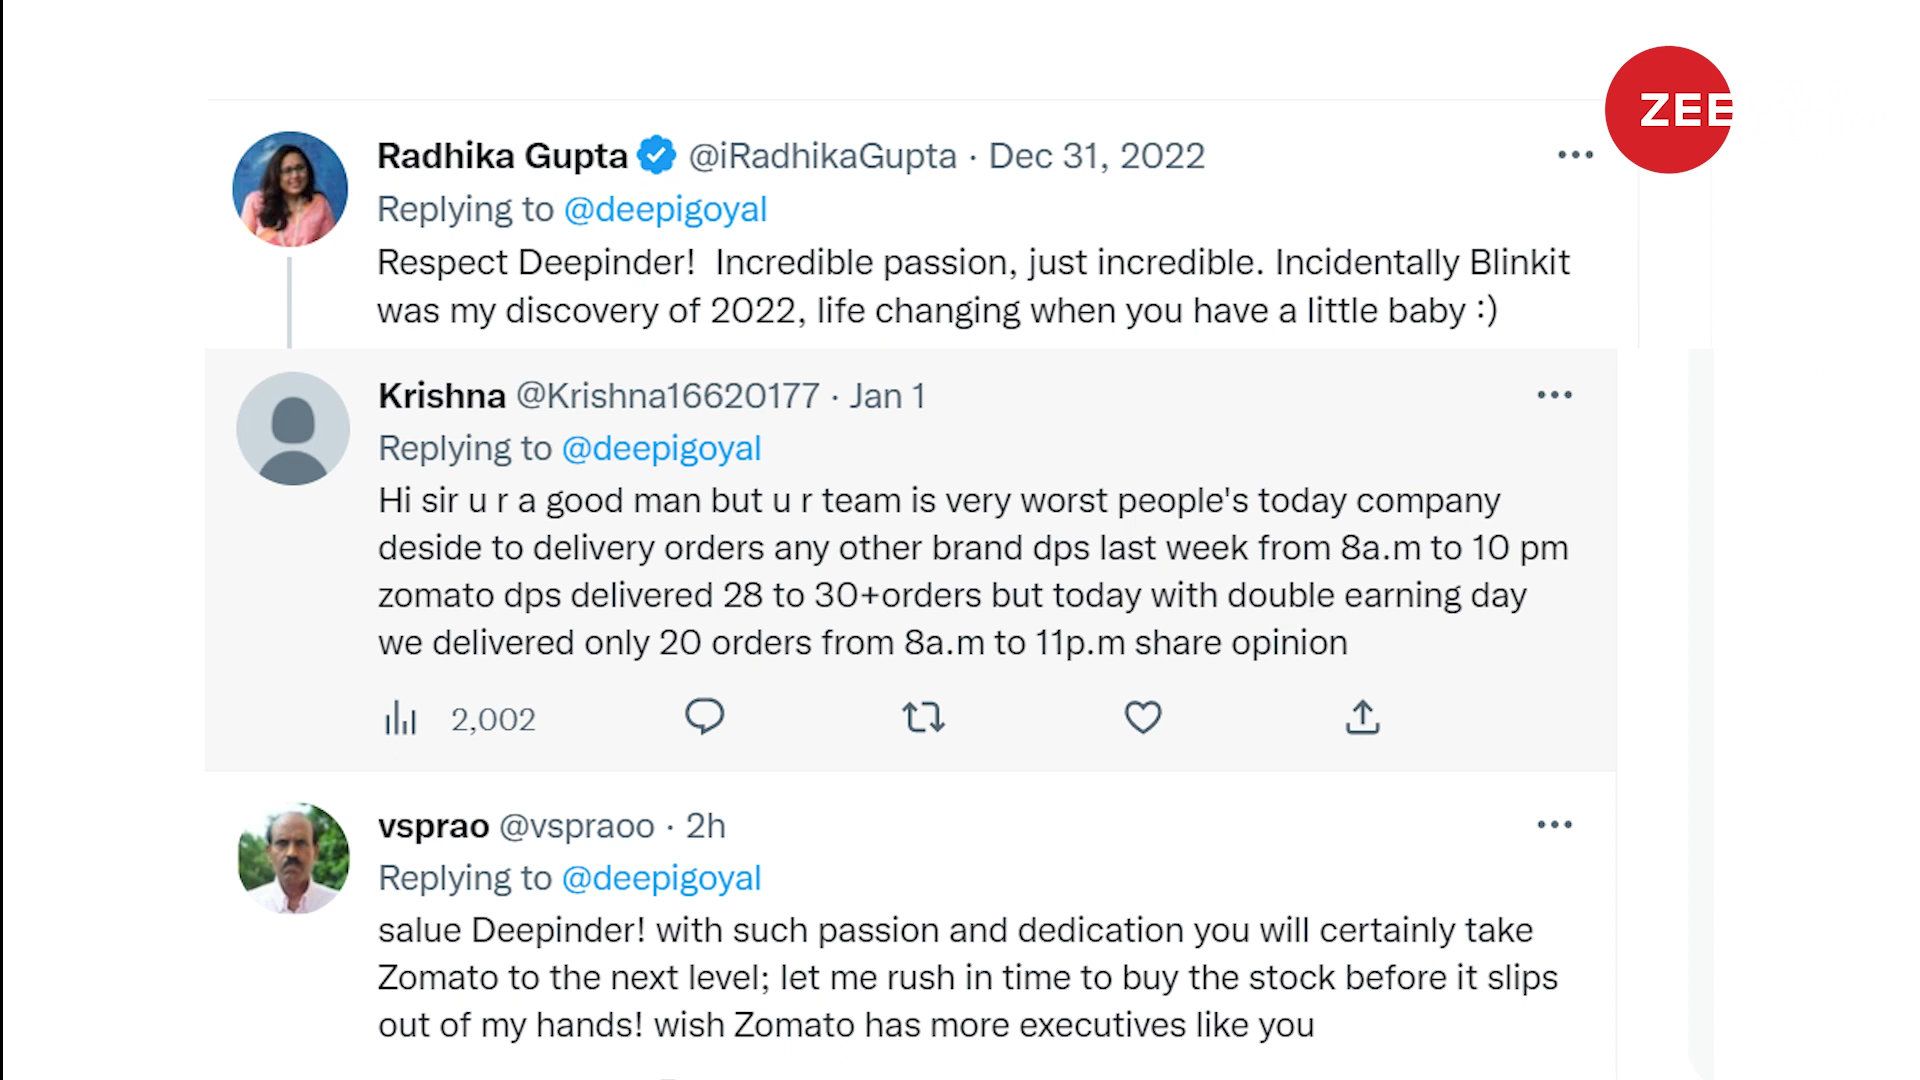 ZEE
Radhika Gupta @iRadhikaGupta · Dec 31, 2022
Replying to @deepigoyal
Respect Deepinder!  Incredible passion, just incredible. Incidentally Blinkit
was my discovery of 2022, life changing when you have a little baby :)
Krishna @Krishna16620177 · Jan 1
Replying to @deepigoyal
Hi sir u r a good man but u r team is very worst people's today company
deside to delivery orders any other brand dps last week from 8a.m to 10 pm
zomato dps delivered 28 to 30+orders but today with double earning day
we delivered only 20 orders from 8a.m to 11p.m share opinion
2,002
vsprao @vspraoo · 2h
Replying to @deepigoyal
salue Deepinder! with such passion and dedication you will certainly take
Zomato to the next level; let me rush in time to buy the stock before it slips
out of my hands! wish Zomato has more executives like you